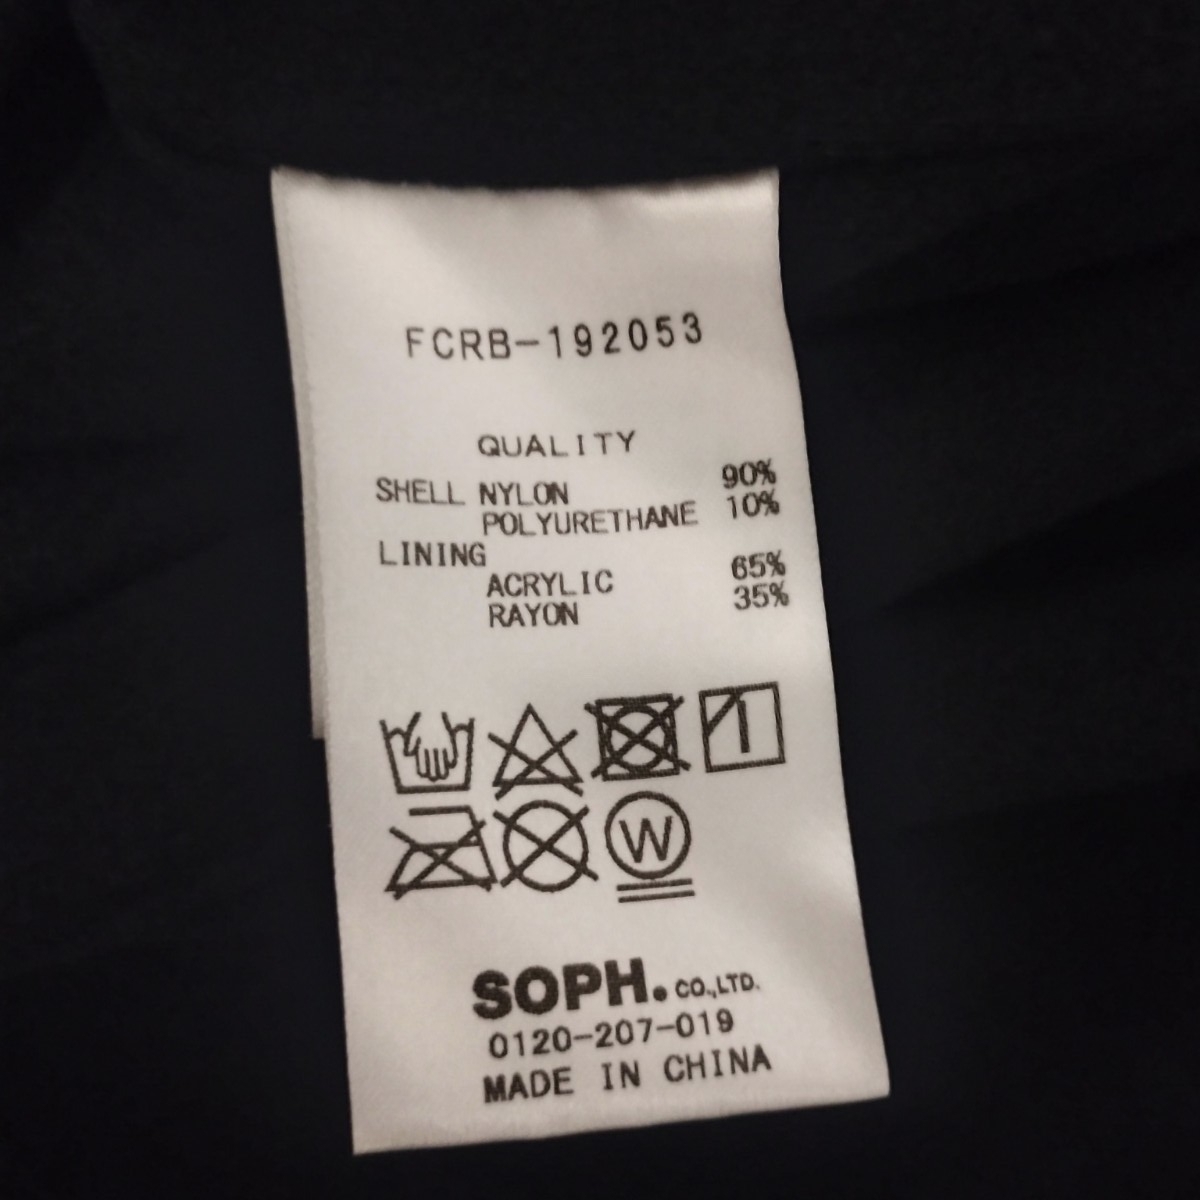 FCRB-192053
QUALITY
SHELL NYLON 90%
POLYURETHANE 10%
LINING
ACRYLIC 65%
RAYON 35%
W
SOPH. CO.,LTD.
0120-207-019
MADE IN CHINA